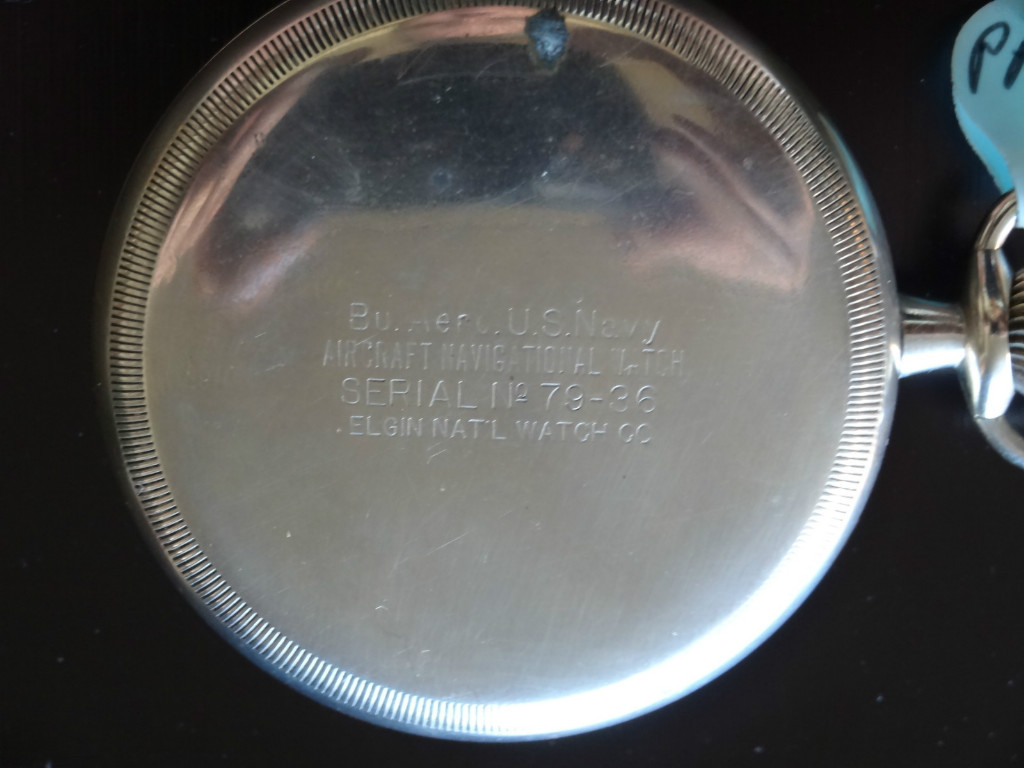 Bu. Aero. U.S. Navy
AIRCRAFT NAVIGATIONAL WATCH
SERIAL Nº 79-36
ELGIN NAT'L WATCH CO